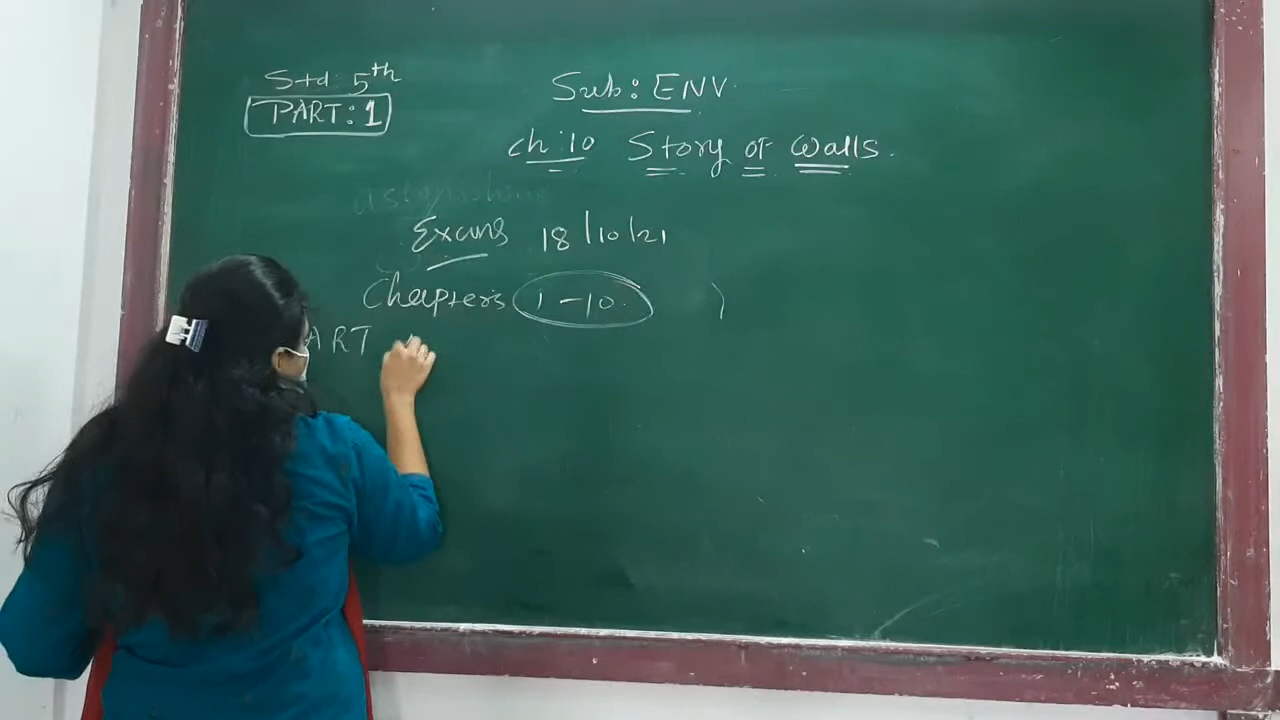 Std: 5th
PART: 1
Sub: ENV.
Ch: 10 Story of Walls.
Exams 18/10/21
Chapters 1-10.
ART